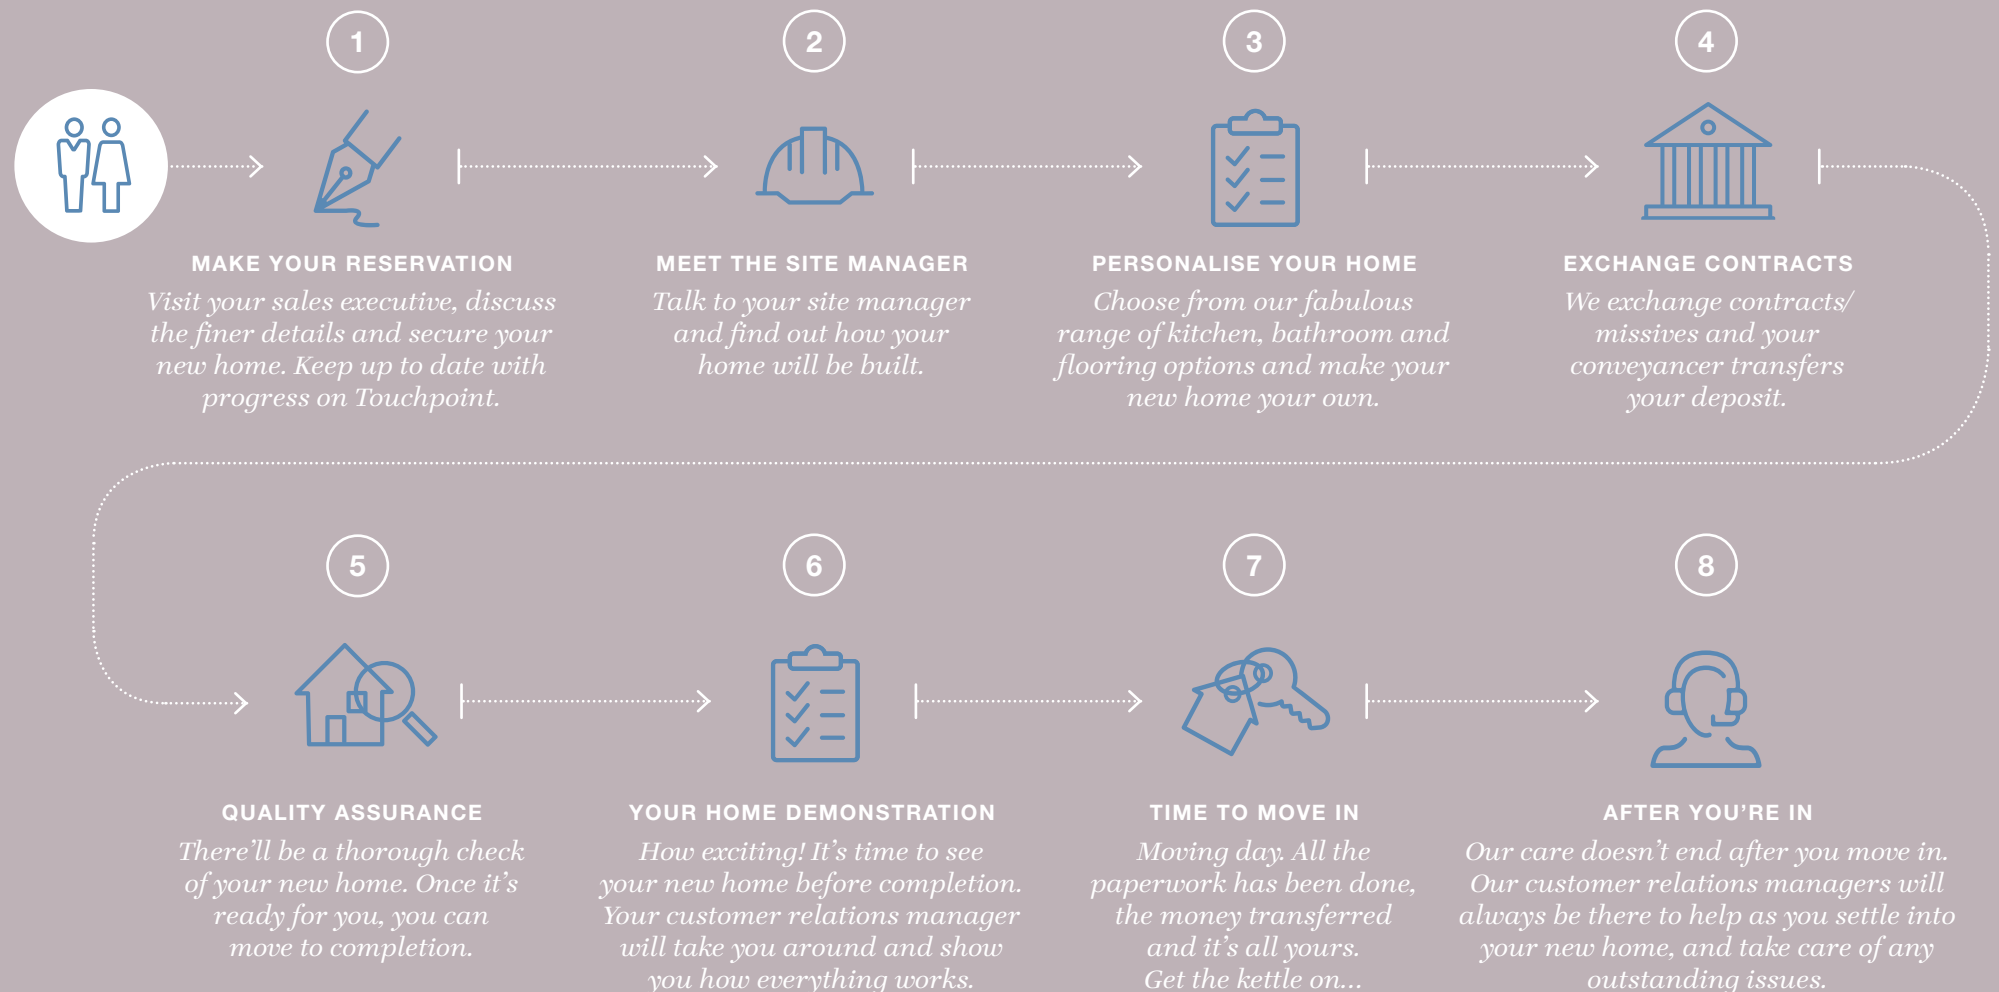 1
MAKE YOUR RESERVATION
Visit your sales executive, discuss
the finer details and secure your
new home. Keep up to date with
progress on Touchpoint.
2
MEET THE SITE MANAGER
Talk to your site manager
and find out how your
home will be built.
3
PERSONALISE YOUR HOME
Choose from our fabulous
range of kitchen, bathroom and
flooring options and make your
new home your own.
4
EXCHANGE CONTRACTS
We exchange contracts/
missives and your
conveyancer transfers
your deposit.
5
QUALITY ASSURANCE
There’ll be a thorough check
of your new home. Once it’s
ready for you, you can
move to completion.
6
YOUR HOME DEMONSTRATION
How exciting! It’s time to see
your new home before completion.
Your customer relations manager
will take you around and show
you how everything works.
7
TIME TO MOVE IN
Moving day. All the
paperwork has been done,
the money transferred
and it’s all yours.
Get the kettle on...
8
AFTER YOU’RE IN
Our care doesn’t end after you move in.
Our customer relations managers will
always be there to help as you settle into
your new home, and take care of any
outstanding issues.